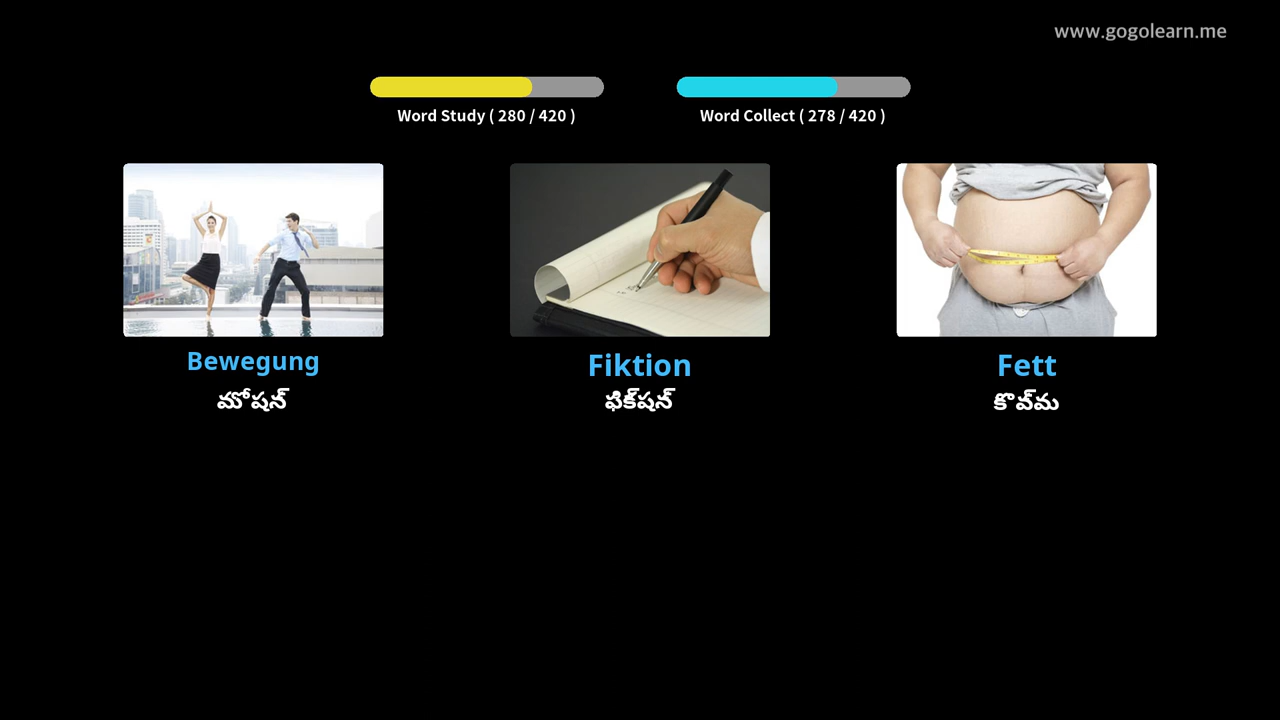 www.gogolearn.me
Word Study ( 280 / 420 )
Word Collect ( 278 / 420 )
Bewegung
Fiktion
Fett
మోషన్
ఫిక్‌షన్
కొవ్‌మ